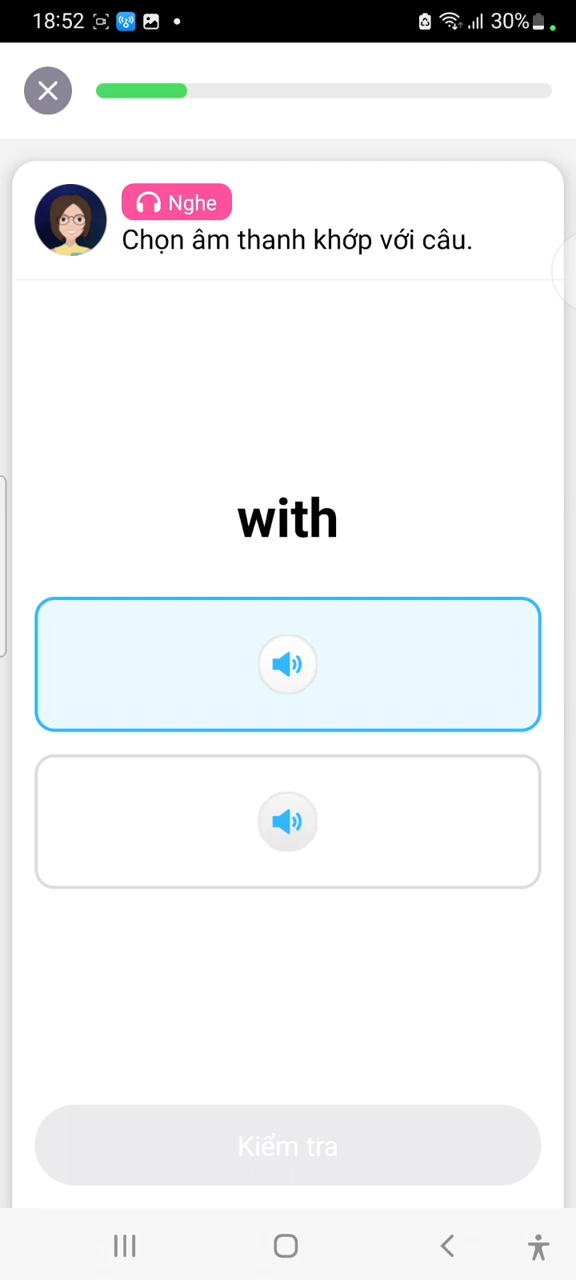 18:52 30%
Nghe
Chọn âm thanh khớp với câu.
with
Kiểm tra